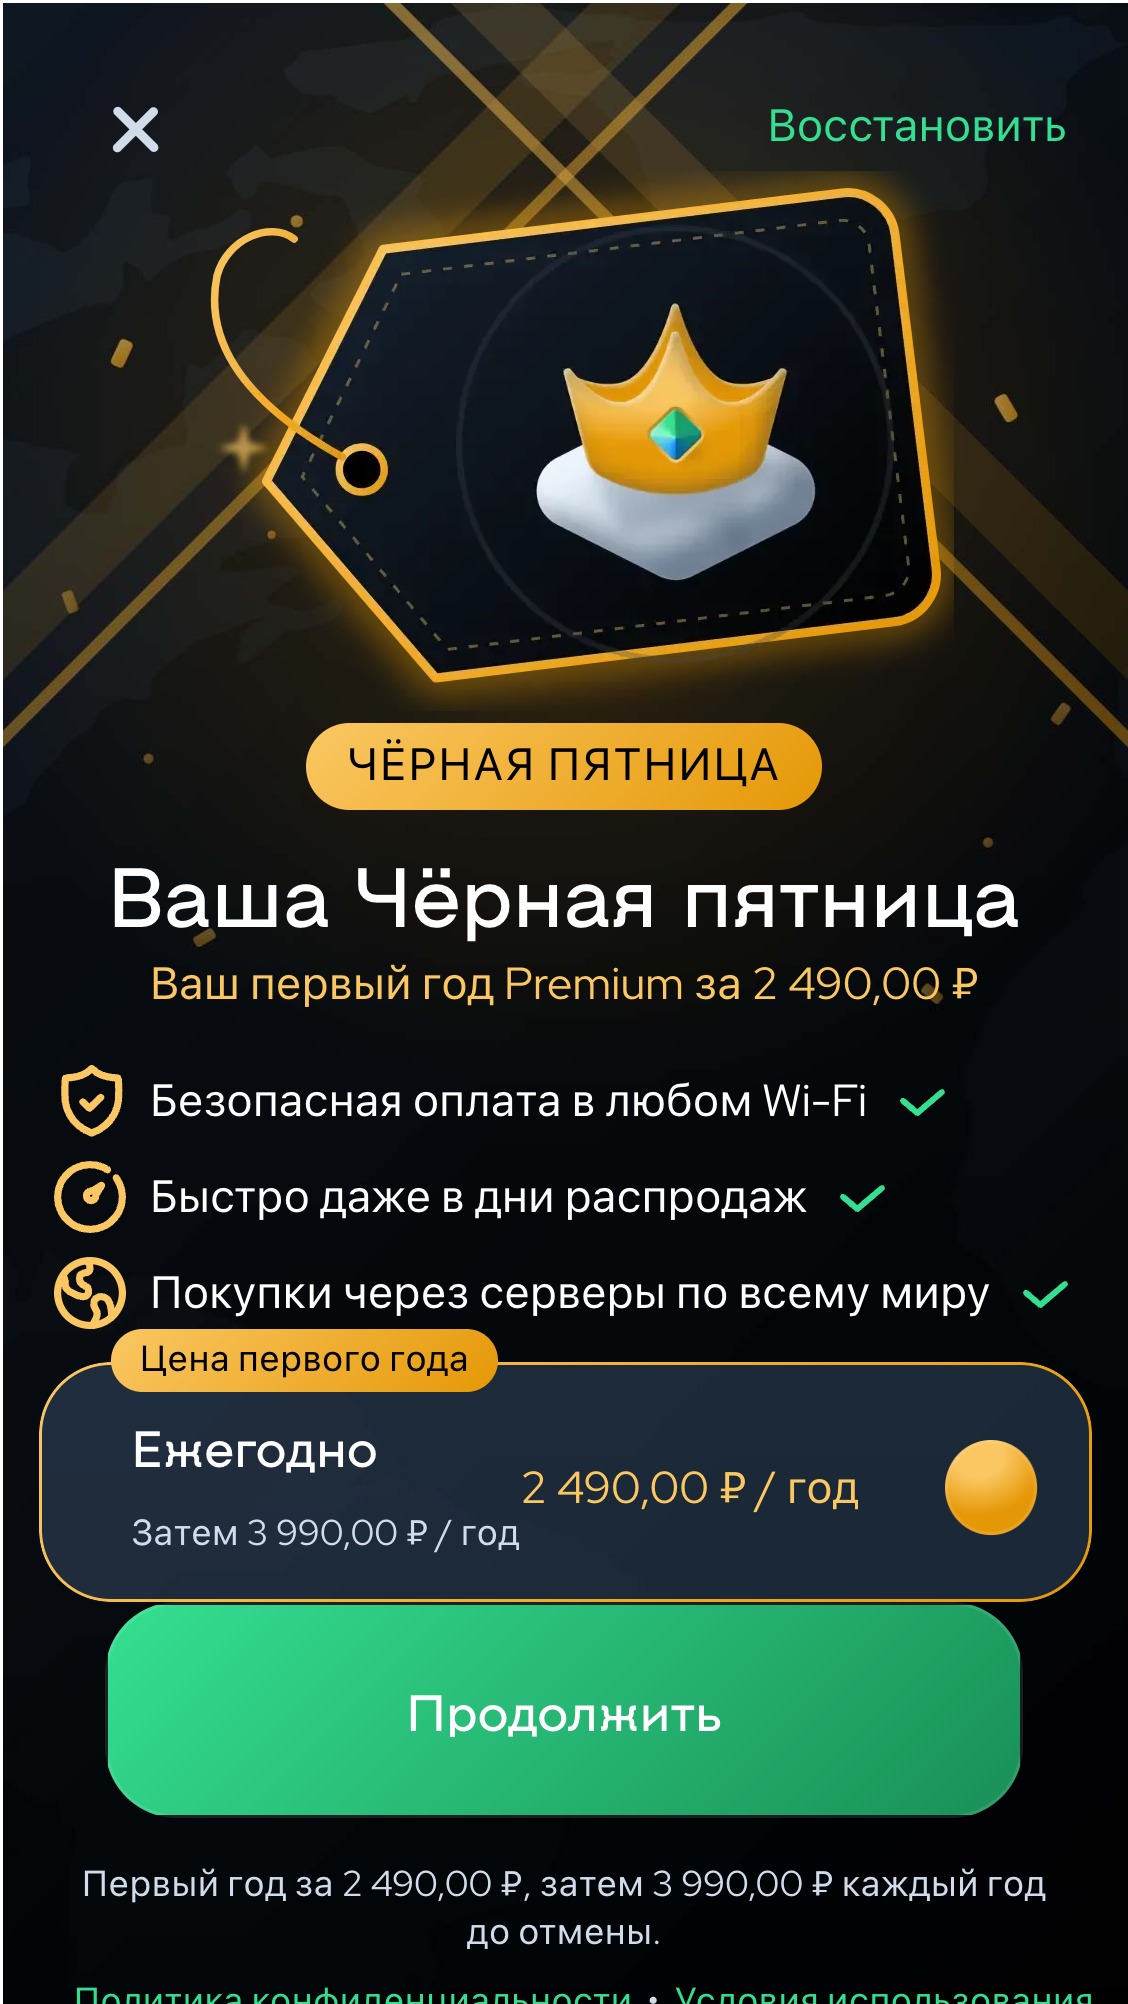 Восстановить
ЧЁРНАЯ ПЯТНИЦА
Ваша Чёрная пятница
Ваш первый год Premium за 2 490,00 ₽
Безопасная оплата в любом Wi-Fi
Быстро даже в дни распродаж
Покупки через серверы по всему миру
Цена первого года
Ежегодно
2 490,00 ₽ / год
Затем 3 990,00 ₽ / год
Продолжить
Первый год за 2 490,00 ₽, затем 3 990,00 ₽ каждый год
до отмены.
Политика конфиденциальности • Условия использования